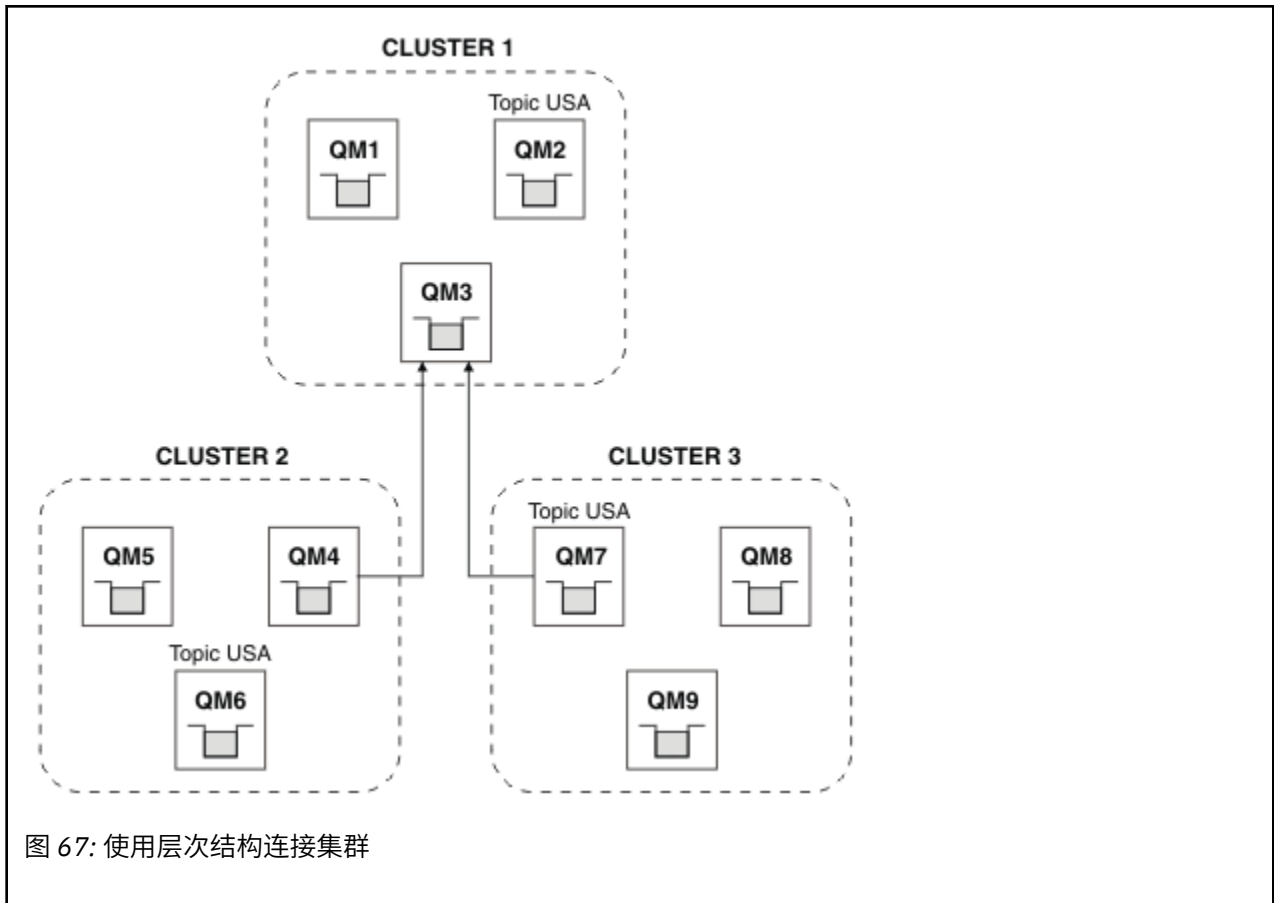 CLUSTER 1
Topic USA
QM1
QM2
QM3
CLUSTER 2
CLUSTER 3
Topic USA
QM5
QM4
QM7
QM8
Topic USA
QM6
QM9
图 67: 使用层次结构连接集群